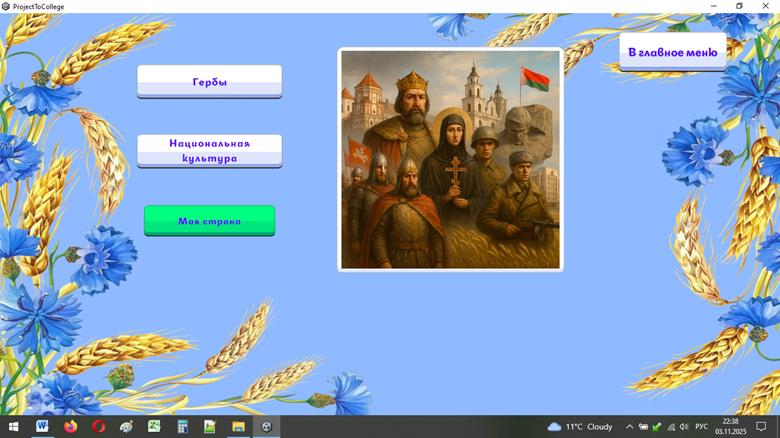 ProjectToCollege
В главное меню
Гербы
Национальная
культура
Моя страна
11°C Cloudy
РУС
22:38
03.11.2025